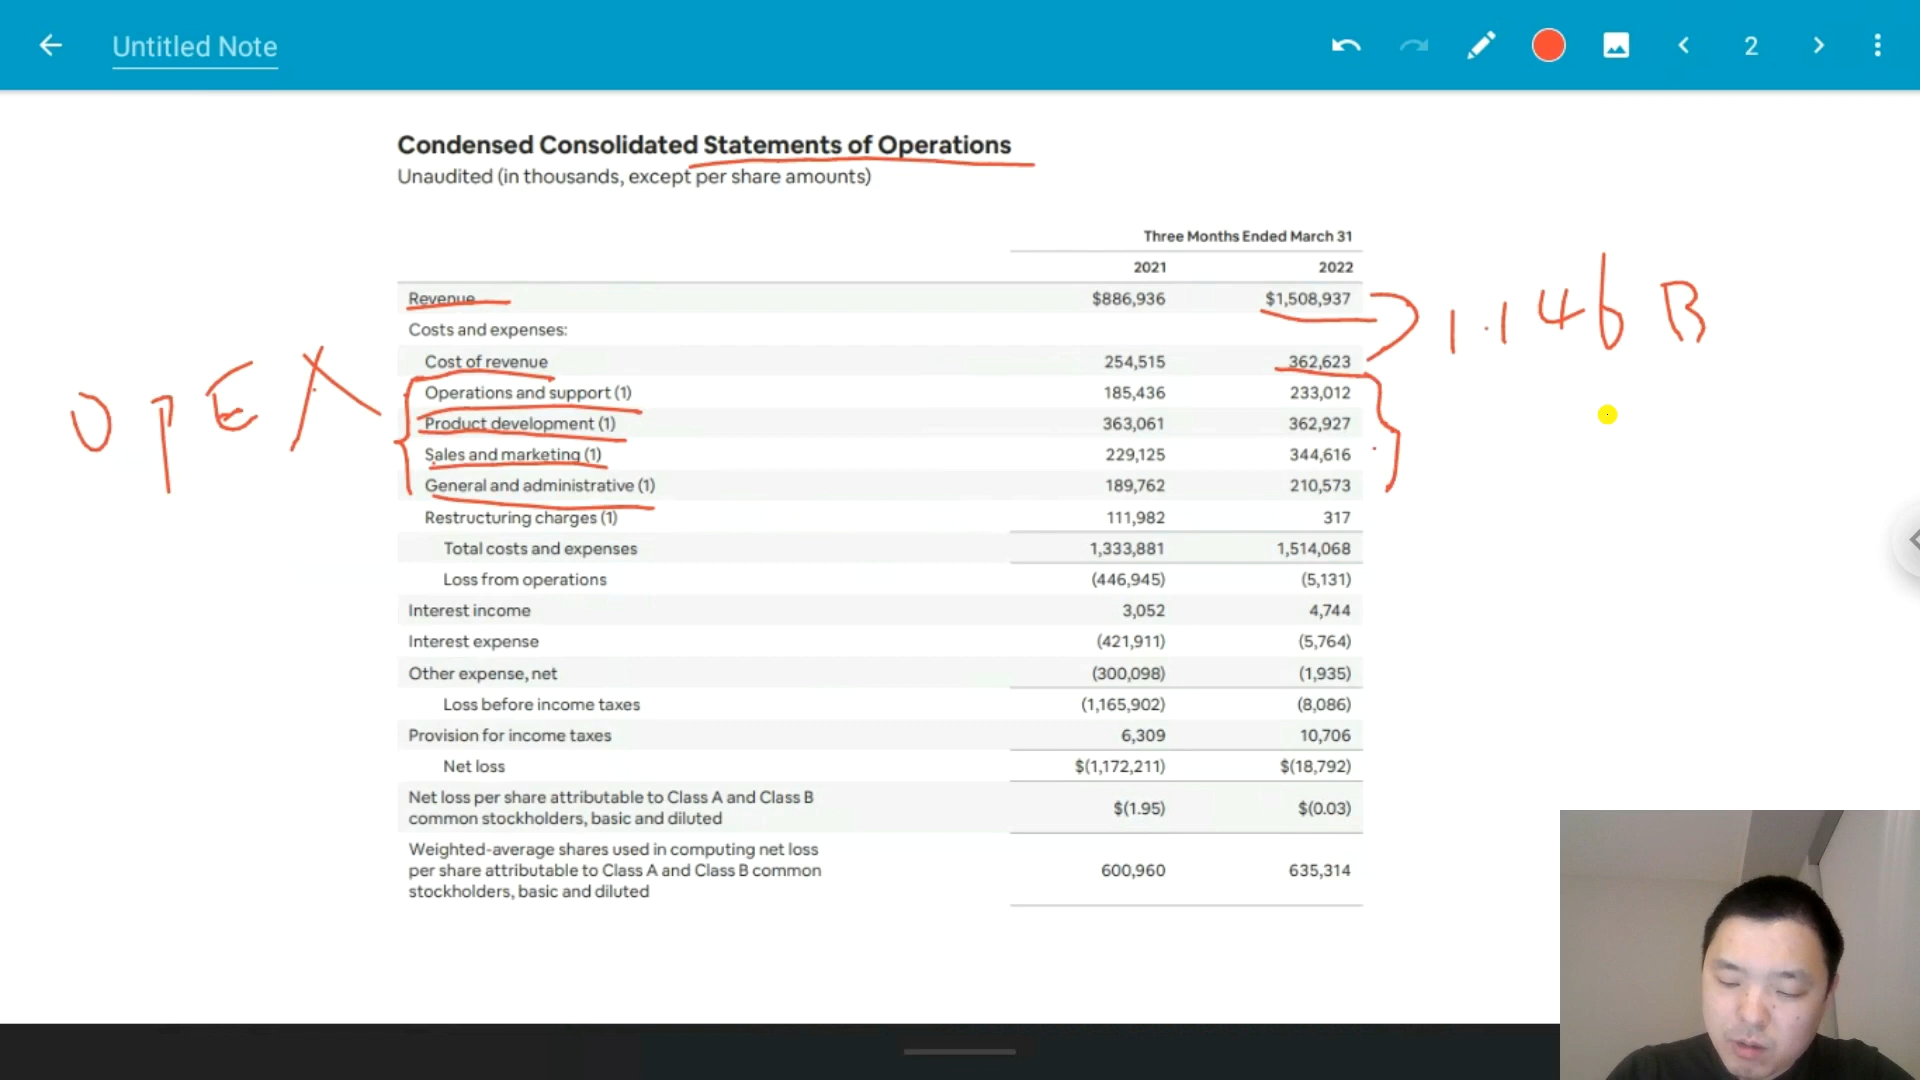 Untitled Note
2
Condensed Consolidated Statements of Operations
Unaudited (in thousands, except per share amounts)
Three Months Ended March 31
2021 2022
Revenue $886,936 $1,508,937
1.146 B
Costs and expenses:
Cost of revenue 254,515 362,623
OPEX
Operations and support (1) 185,436 233,012
Product development (1) 363,061 362,927
Sales and marketing (1) 229,125 344,616
General and administrative (1) 189,762 210,573
Restructuring charges (1) 111,982 317
Total costs and expenses 1,333,881 1,514,068
Loss from operations (446,945) (5,131)
Interest income 3,052 4,744
Interest expense (421,911) (5,764)
Other expense, net (300,098) (1,935)
Loss before income taxes (1,165,902) (8,086)
Provision for income taxes 6,309 10,706
Net loss $(1,172,211) $(18,792)
Net loss per share attributable to Class A and Class B
common stockholders, basic and diluted $(1.95) $(0.03)
Weighted-average shares used in computing net loss
per share attributable to Class A and Class B common 600,960 635,314
stockholders, basic and diluted